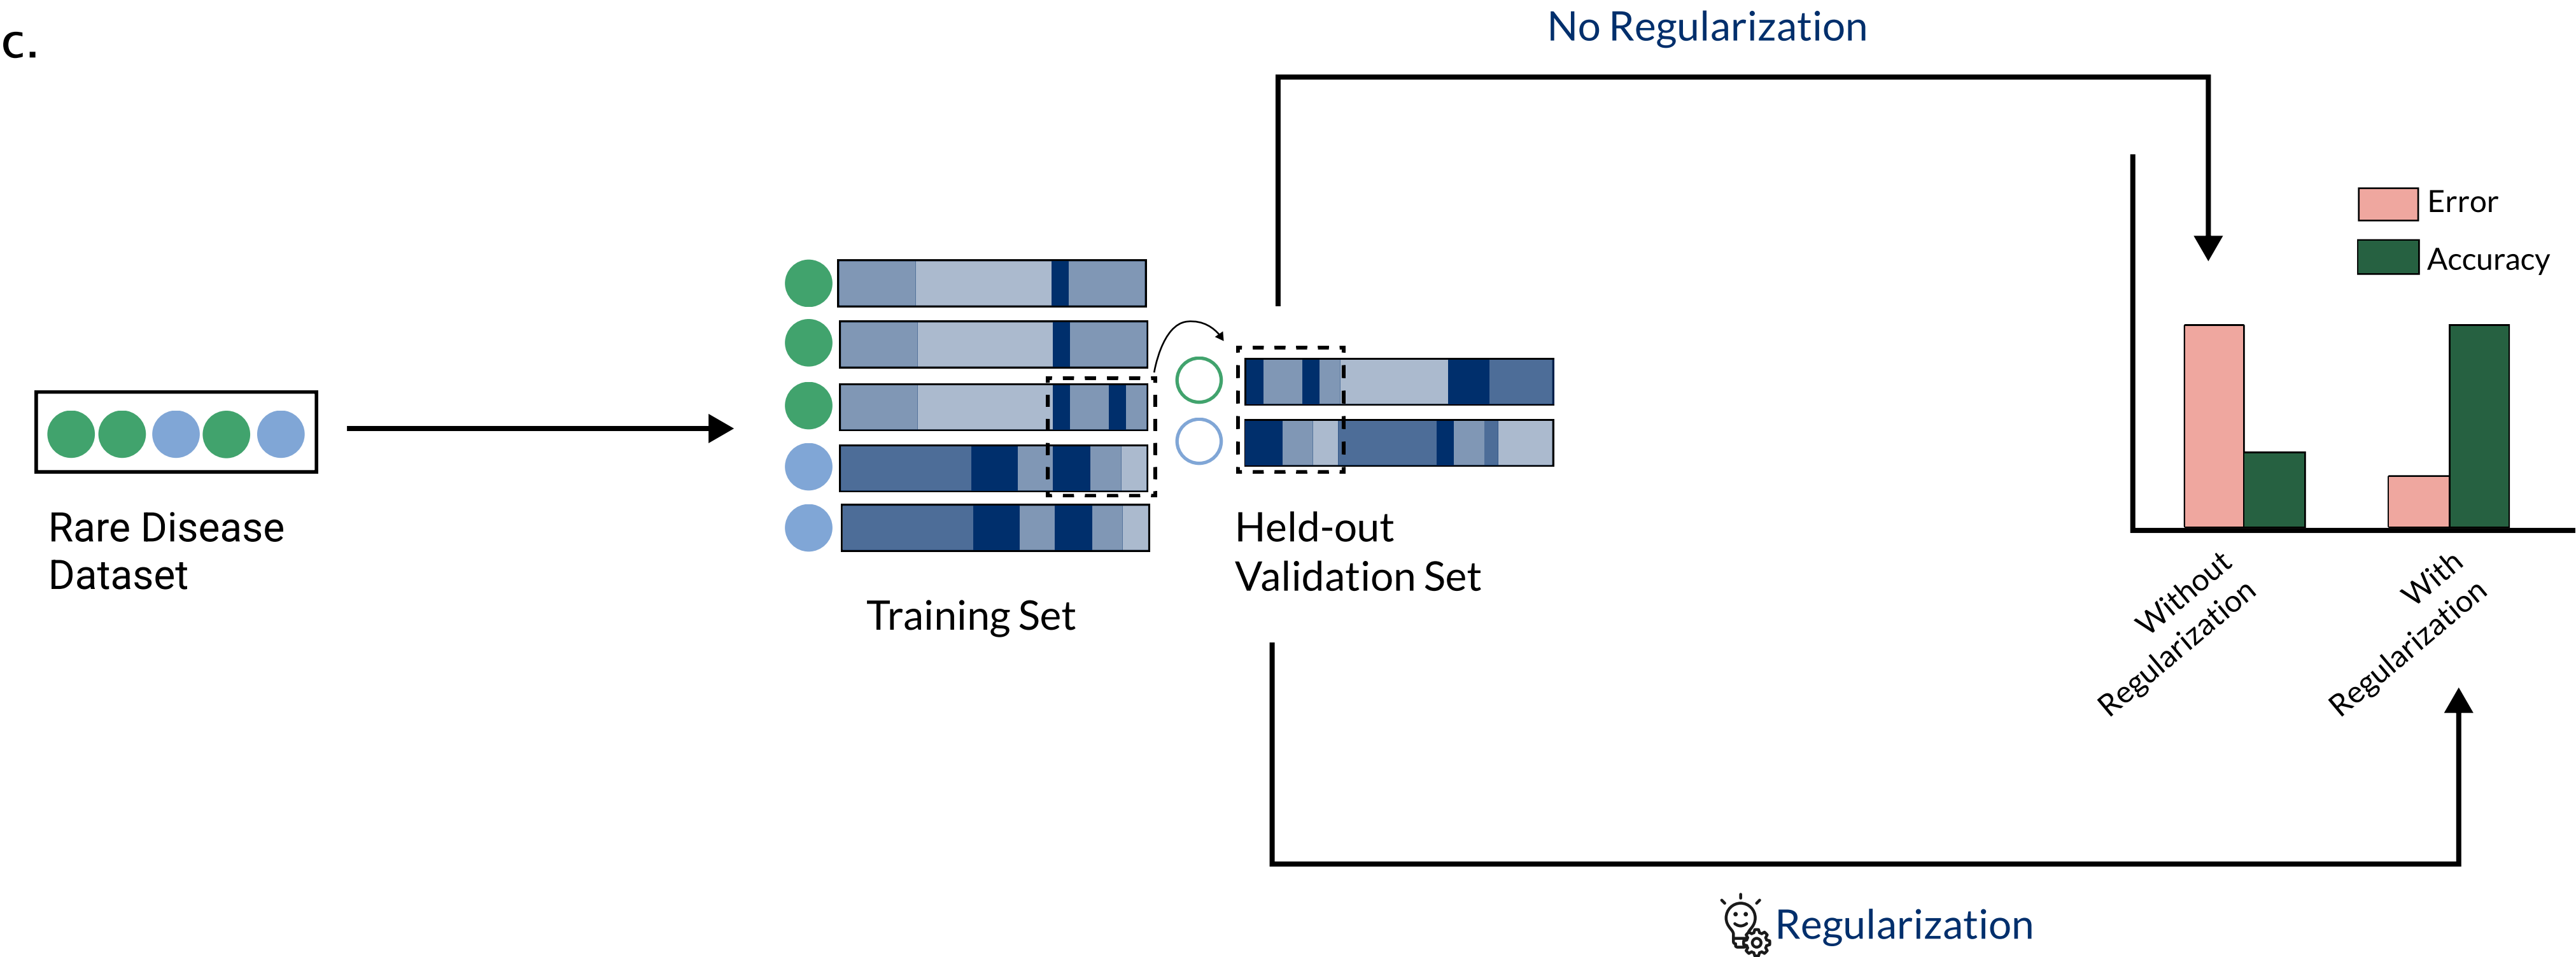 c.
No Regularization
Error
Accuracy
Rare Disease
Dataset
Training Set
Held-out
Validation Set
Without
Regularization
With
Regularization
Regularization